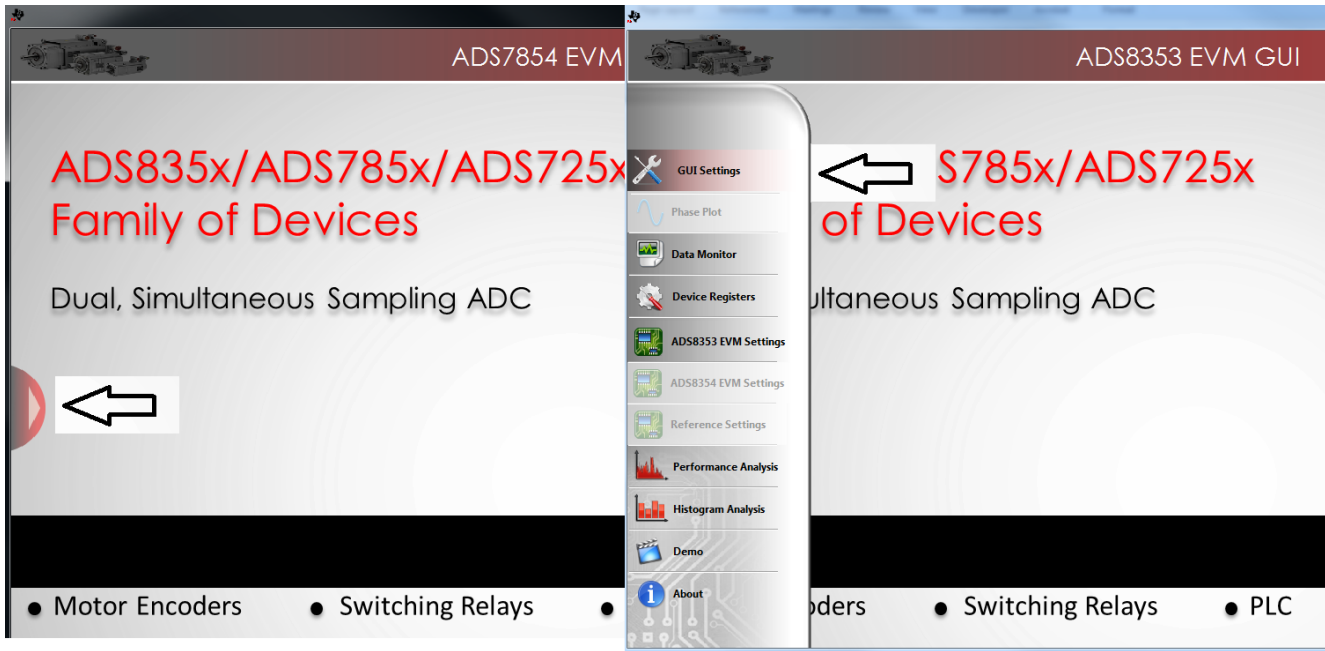 ADS7854 EVM
ADS835x/ADS785x/ADS725x
Family of Devices
Dual, Simultaneous Sampling ADC
● Motor Encoders ● Switching Relays ●
ADS8353 EVM GUI
GUI Settings
Phase Plot
Data Monitor
Device Registers
ADS8353 EVM Settings
ADS8354 EVM Settings
Reference Settings
Performance Analysis
Histogram Analysis
Demo
About
S785x/ADS725x
of Devices
ultaneous Sampling ADC
oders ● Switching Relays ● PLC